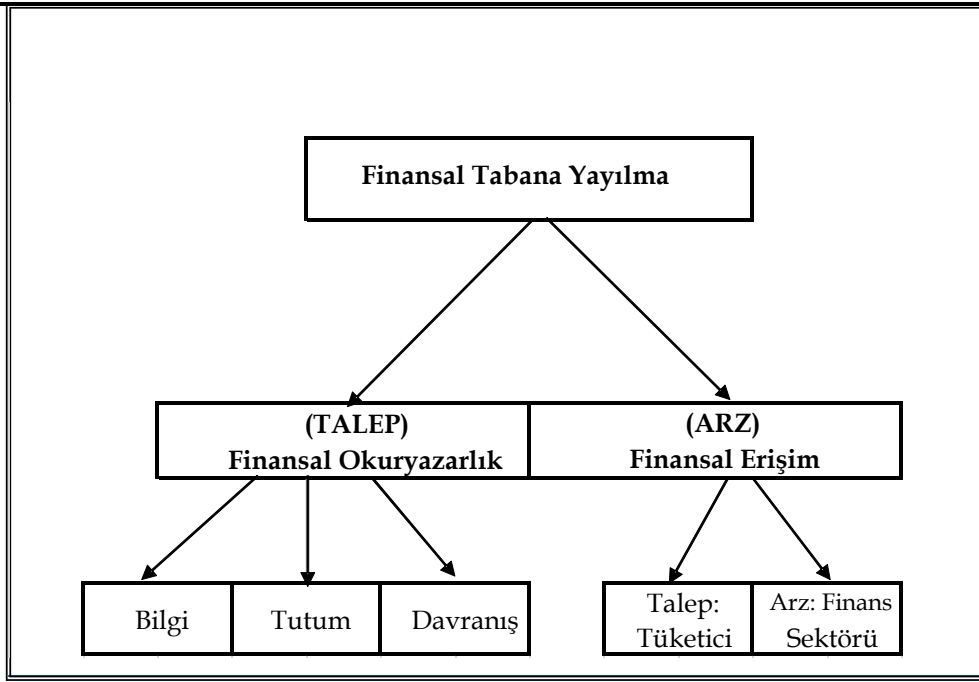 Finansal Tabana Yayılma
(TALEP)
Finansal Okuryazarlık
(ARZ)
Finansal Erişim
Bilgi
Tutum
Davranış
Talep:
Tüketici
Arz: Finans
Sektörü